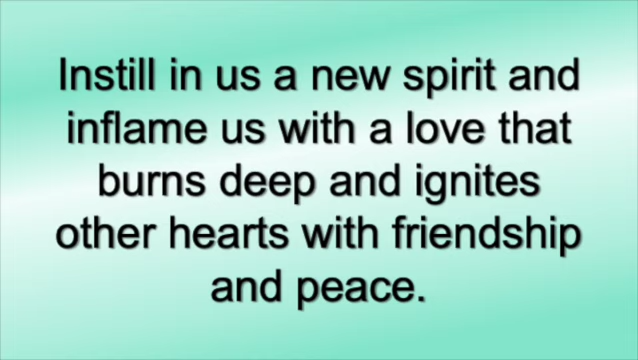 Instill in us a new spirit and
inflame us with a love that
burns deep and ignites
other hearts with friendship
and peace.